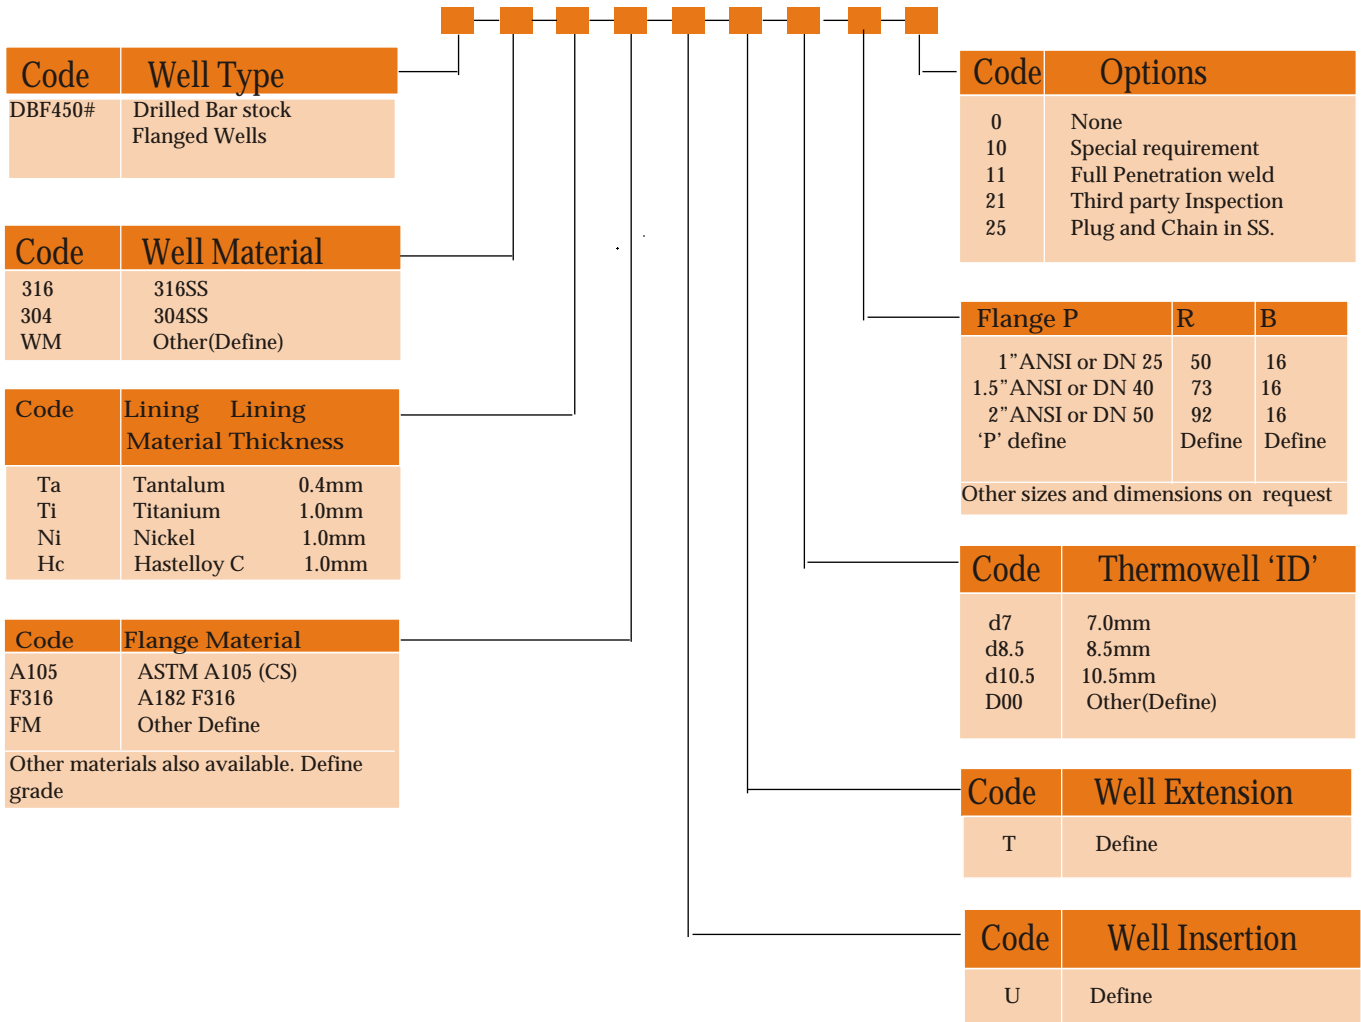 Code Well Type
DBF450# Drilled Bar stock
Flanged Wells
Code Well Material
316 316SS
304 304SS
WM Other(Define)
Code Lining Lining
Material Thickness
Ta Tantalum 0.4mm
Ti Titanium 1.0mm
Ni Nickel 1.0mm
Hc Hastelloy C 1.0mm
Code Flange Material
A105 ASTM A105 (CS)
F316 A182 F316
FM Other Define
Other materials also available. Define
grade
Code Options
0 None
10 Special requirement
11 Full Penetration weld
21 Third party Inspection
25 Plug and Chain in SS.
Flange P R B
1”ANSI or DN 25 50 16
1.5”ANSI or DN 40 73 16
2”ANSI or DN 50 92 16
‘P’ define Define Define
Other sizes and dimensions on request
Code Thermowell ‘ID’
d7 7.0mm
d8.5 8.5mm
d10.5 10.5mm
D00 Other(Define)
Code Well Extension
T Define
Code Well Insertion
U Define